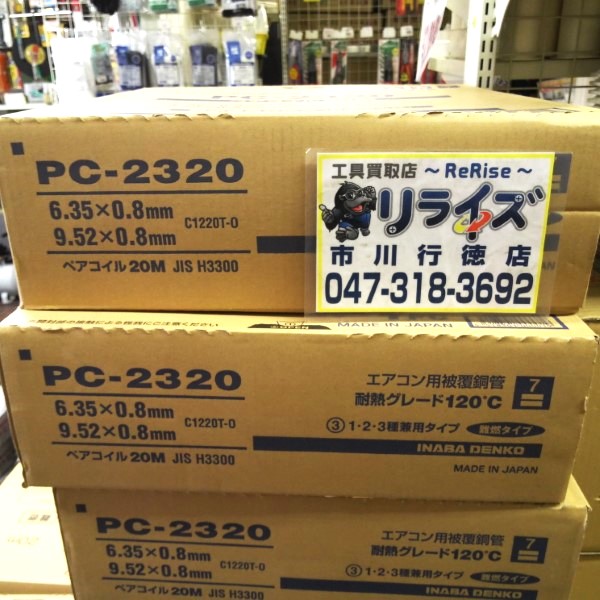 PC-2320
6.35×0.8mm
9.52×0.8mm C1220T-O
ペアコイル 20M JIS H3300
工具買取店 ～ReRise～
リライズ
市川行徳店
047-318-3692
MADE IN JAPAN
PC-2320
6.35×0.8mm
9.52×0.8mm C1220T-O
ペアコイル 20M JIS H3300
エアコン用被覆銅管
耐熱グレード120℃
7
③1・2・3種兼用タイプ 難燃タイプ
INABA DENKO
MADE IN JAPAN
PC-2320
6.35×0.8mm
9.52×0.8mm C1220T-O
ペアコイル 20M JIS H3300
エアコン用被覆銅管
耐熱グレード120℃
7
③1・2・3種兼用タイプ 難燃タイプ
INABA DENKO